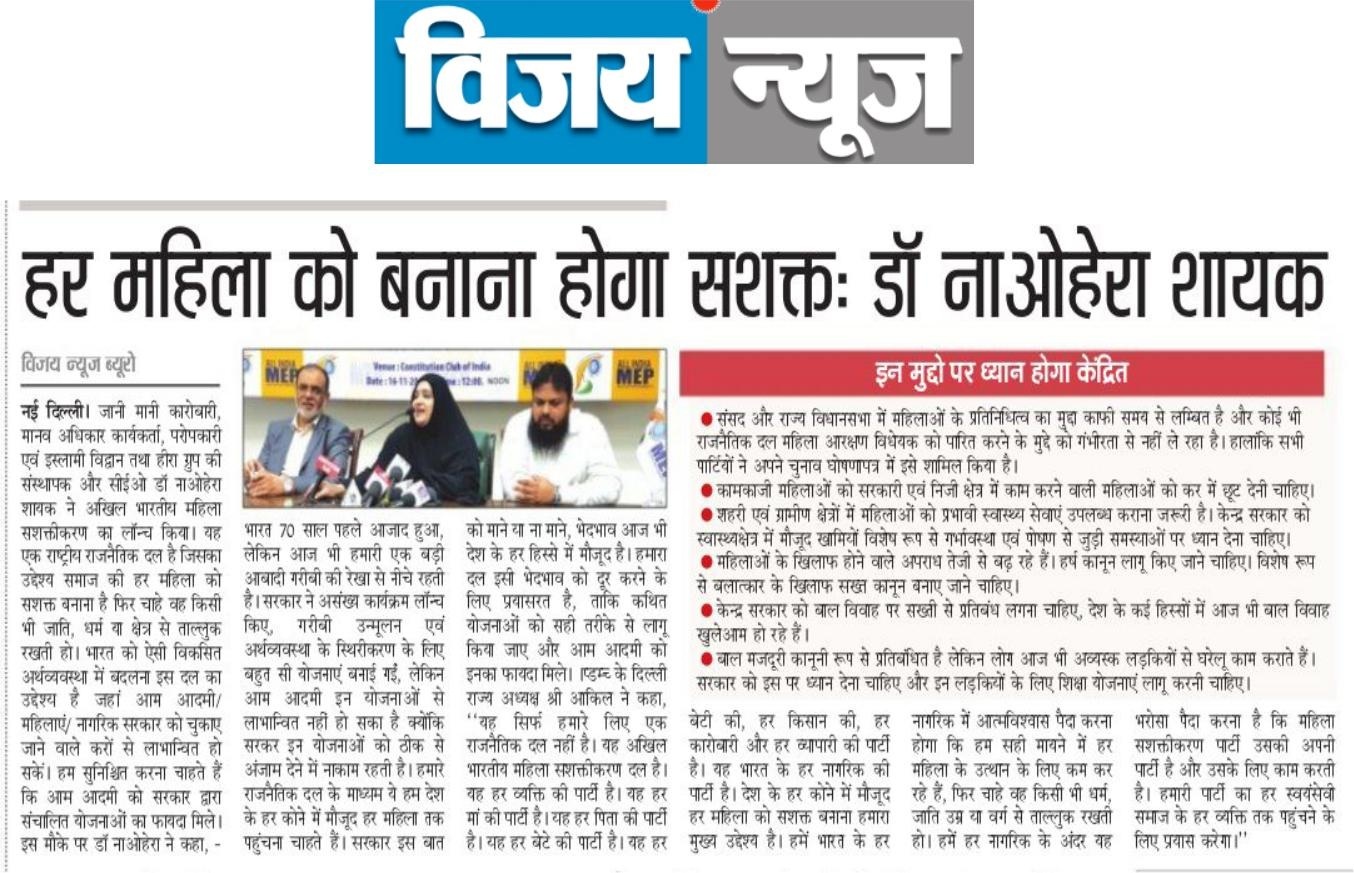 विजय न्यूज
हर महिला को बनाना होगा सशक्तः डॉ नाओहेरा शायक
विजय न्यूज ब्यूरो
नई दिल्ली। जानी मानी कारोबारी,
मानव अधिकार कार्यकर्ता, परोपकारी
एवं इस्लामी विद्वान तथा हीरा ग्रुप की
संस्थापक और सीईओ डॉ नाओहेरा
शायक ने अखिल भारतीय महिला
सशक्तीकरण का लॉन्च किया। यह
एक राष्ट्रीय राजनैतिक दल है जिसका
उद्देश्य समाज की हर महिला को
सशक्त बनाना है फिर चाहे वह किसी
भी जाति, धर्म या क्षेत्र से ताल्लुक
रखती हो। भारत को ऐसी विकसित
अर्थव्यवस्था में बदलना इस दल का
उद्देश्य है जहां आम आदमी/
महिलाएं/ नागरिक सरकार को चुकाए
जाने वाले करों से लाभान्वित हो
सकें। हम सुनिश्चित करना चाहते हैं
कि आम आदमी को सरकार द्वारा
संचालित योजनाओं का फायदा मिले।
इस मौके पर डॉ नाओहेरा ने कहा, -
ALL INDIA
MEP
Venue : Constitution Club of India
Date : 16-11-20 : 12:00. NOON
MEP
भारत 70 साल पहले आजाद हुआ,
लेकिन आज भी हमारी एक बड़ी
आबादी गरीबी की रेखा से नीचे रहती
है। सरकार ने असंख्य कार्यक्रम लॉन्च
किए, गरीबी उन्मूलन एवं
अर्थव्यवस्था के स्थिरीकरण के लिए
बहुत सी योजनाएं बनाई गईं, लेकिन
आम आदमी इन योजनाओं से
लाभान्वित नहीं हो सका है क्योंकि
सरकर इन योजनाओं को ठीक से
अंजाम देने में नाकाम रहती है। हमारे
राजनैतिक दल के माध्यम ये हम देश
के हर कोने में मौजूद हर महिला तक
पहुंचना चाहते हैं। सरकार इस बात
को माने या ना माने, भेदभाव आज भी
देश के हर हिस्से में मौजूद है। हमारा
दल इसी भेदभाव को दूर करने के
लिए प्रयासरत है, ताकि कथित
योजनाओं को सही तरीके से लागू
किया जाए और आम आदमी को
इनका फायदा मिले। एप्डम्च के दिल्ली
राज्य अध्यक्ष श्री आकिल ने कहा,
‘‘यह सिर्फ हमारे लिए एक
राजनैतिक दल नहीं है। यह अखिल
भारतीय महिला सशक्तीकरण दल है।
यह हर व्यक्ति की पार्टी है। यह हर
मां की पार्टी है। यह हर पिता की पार्टी
है। यह हर बेटे की पार्टी है। यह हर
इन मुद्दो पर ध्यान होगा केंद्रित
● संसद और राज्य विधानसभा में महिलाओं के प्रतिनिधित्व का मुद्दा काफी समय से लम्बित है और कोई भी
राजनैतिक दल महिला आरक्षण विधेयक को पारित करने के मुद्दे को गंभीरता से नहीं ले रहा है। हालांकि सभी
पार्टियों ने अपने चुनाव घोषणापत्र में इसे शामिल किया है।
● कामकाजी महिलाओं को सरकारी एवं निजी क्षेत्र में काम करने वाली महिलाओं को कर में छूट देनी चाहिए।
● शहरी एवं ग्रामीण क्षेत्रों में महिलाओं को प्रभावी स्वास्थ्य सेवाएं उपलब्ध कराना जरूरी है। केन्द्र सरकार को
स्वास्थ्यक्षेत्र में मौजूद खामियों विशेष रूप से गर्भावस्था एवं पोषण से जुड़ी समस्याओं पर ध्यान देना चाहिए।
● महिलाओं के खिलाफ होने वाले अपराध तेजी से बढ़ रहे हैं। हर्ष कानून लागू किए जाने चाहिए। विशेष रूप
से बलात्कार के खिलाफ सख्त कानून बनाए जाने चाहिए।
● केन्द्र सरकार को बाल विवाह पर सख्ती से प्रतिबंध लगना चाहिए, देश के कई हिस्सों में आज भी बाल विवाह
खुलेआम हो रहे हैं।
● बाल मजदूरी कानूनी रूप से प्रतिबंधित है लेकिन लोग आज भी अव्यस्क लड़कियों से घरेलू काम कराते हैं।
सरकार को इस पर ध्यान देना चाहिए और इन लड़कियों के लिए शिक्षा योजनाएं लागू करनी चाहिए।
बेटी की, हर किसान की, हर
कारोबारी और हर व्यापारी की पार्टी
है। यह भारत के हर नागरिक की
पार्टी है। देश के हर कोने में मौजूद
हर महिला को सशक्त बनाना हमारा
मुख्य उद्देश्य है। हमें भारत के हर
नागरिक में आत्मविश्वास पैदा करना
होगा कि हम सही मायने में हर
महिला के उत्थान के लिए कम कर
रहे हैं, फिर चाहे वह किसी भी धर्म,
जाति उम्र या वर्ग से ताल्लुक रखती
हो। हमें हर नागरिक के अंदर यह
भरोसा पैदा करना है कि महिला
सशक्तीकरण पार्टी उसकी अपनी
पार्टी है और उसके लिए काम करती
है। हमारी पार्टी का हर स्वयंसेवी
समाज के हर व्यक्ति तक पहुंचने के
लिए प्रयास करेगा।’’